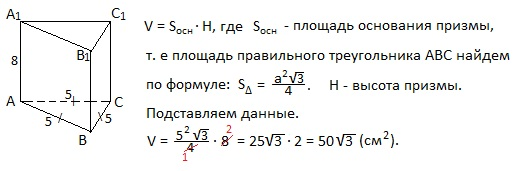 A₁ C₁
B₁
8
A 5 C
5 5
B
V = Sосн · H, где Sосн - площадь основания призмы,
т. е площадь правильного треугольника ABC найдем
по формуле: S∆ = a²√3/4. H - высота призмы.
Подставляем данные.
V = 5²√3/4 · 8 = 25√3 · 2 = 50√3 (см²).
1 2